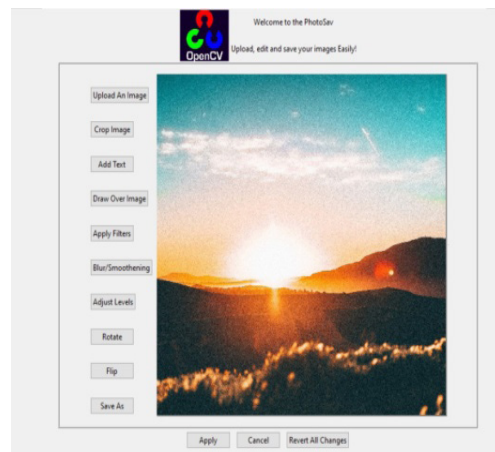 Welcome to the PhotoSav
OpenCV
Upload, edit and save your images Easily!
Upload An Image
Crop Image
Add Text
Draw Over Image
Apply Filters
Blur/Smoothening
Adjust Levels
Rotate
Flip
Save As
Apply Cancel Revert All Changes